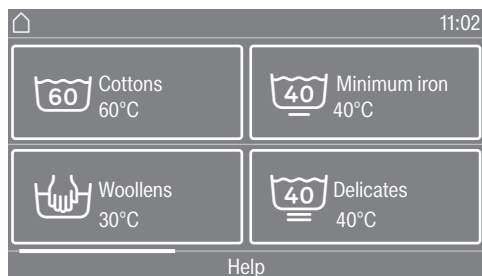 11:02
60 Cottons
60°C
40 Minimum iron
40°C
Woollens
30°C
40 Delicates
40°C
Help